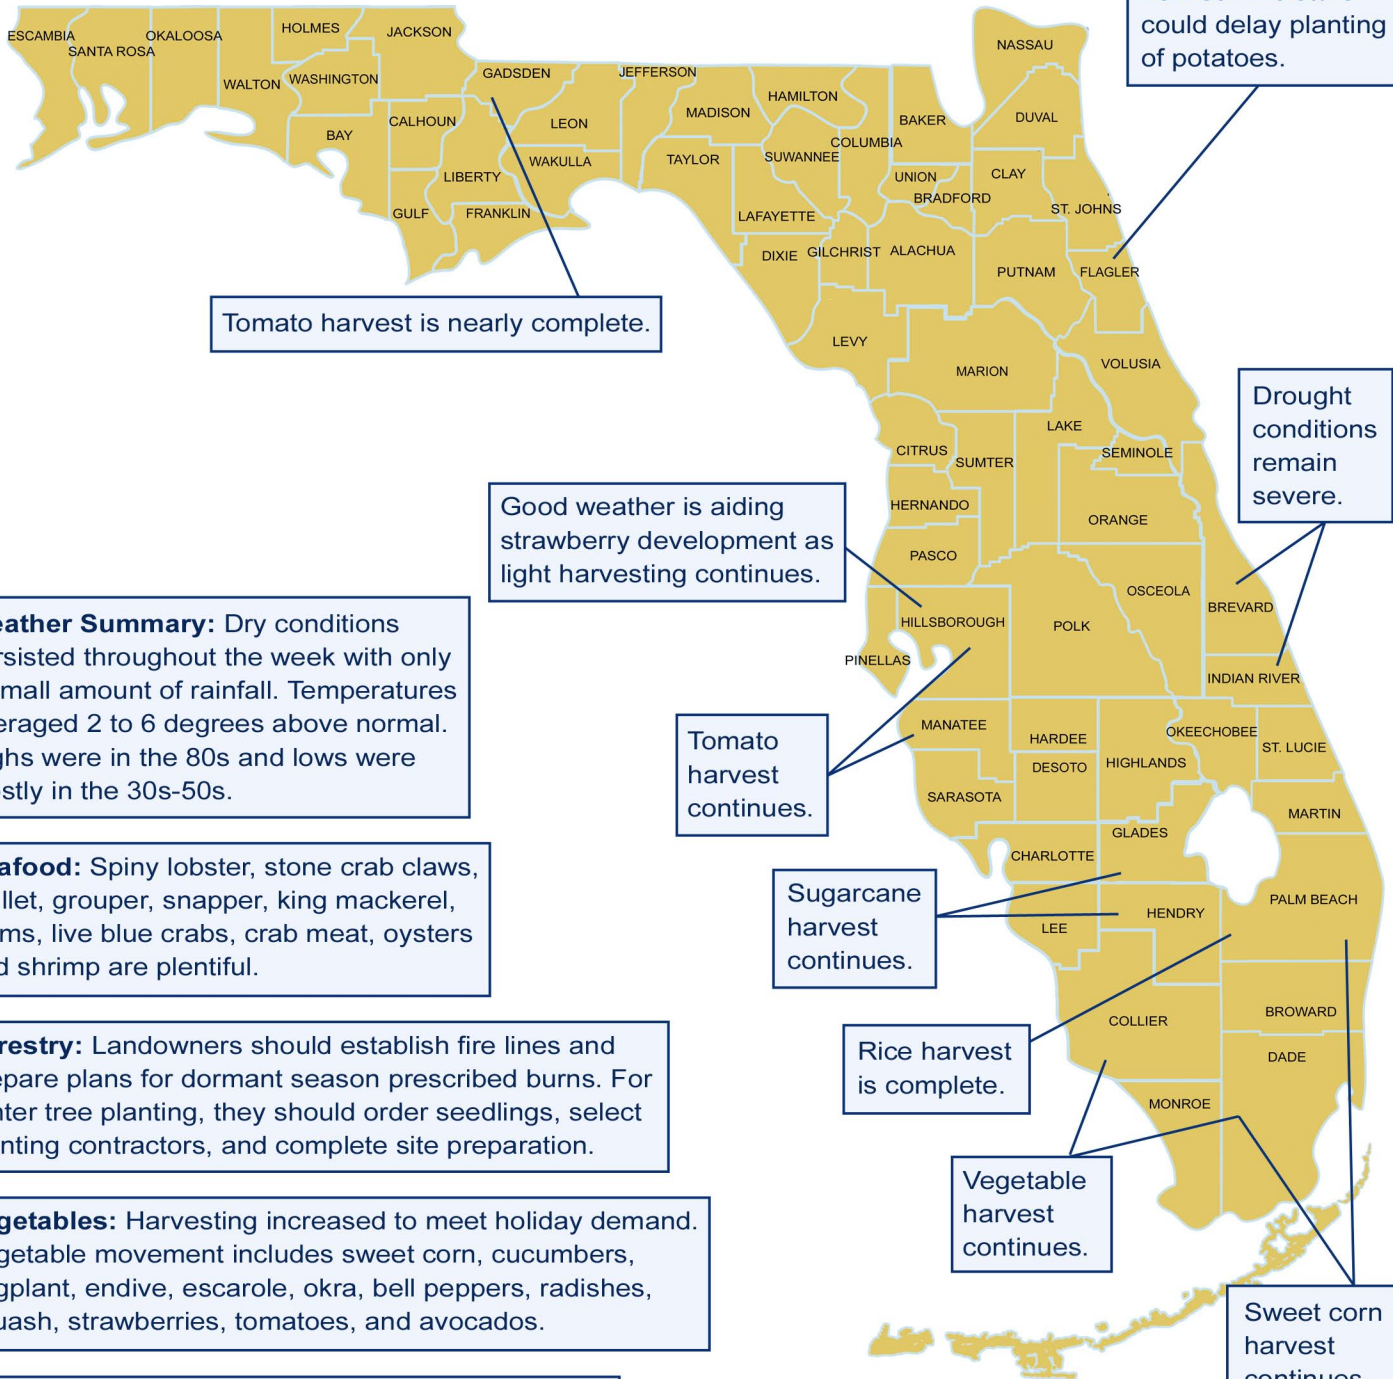 could delay planting
of potatoes.
ESCAMBIA
SANTA ROSA
OKALOOSA
HOLMES
JACKSON
WALTON
WASHINGTON
BAY
CALHOUN
GADSDEN
LEON
LIBERTY
GULF
FRANKLIN
WAKULLA
JEFFERSON
MADISON
TAYLOR
HAMILTON
SUWANNEE
LAFAYETTE
DIXIE
COLUMBIA
BAKER
NASSAU
DUVAL
UNION
BRADFORD
CLAY
ST. JOHNS
GILCHRIST
ALACHUA
PUTNAM
FLAGLER
LEVY
MARION
VOLUSIA
Tomato harvest is nearly complete.
Drought
conditions
remain
severe.
CITRUS
SUMTER
LAKE
SEMINOLE
HERNANDO
ORANGE
PASCO
Good weather is aiding
strawberry development as
light harvesting continues.
OSCEOLA
BREVARD
HILLSBOROUGH
POLK
PINELLAS
INDIAN RIVER
eather Summary: Dry conditions
rsisted throughout the week with only
mall amount of rainfall. Temperatures
eraged 2 to 6 degrees above normal.
ghs were in the 80s and lows were
stly in the 30s-50s.
MANATEE
HARDEE
OKEECHOBEE
ST. LUCIE
DESOTO
HIGHLANDS
SARASOTA
MARTIN
Tomato
harvest
continues.
GLADES
CHARLOTTE
afood: Spiny lobster, stone crab claws,
llet, grouper, snapper, king mackerel,
ms, live blue crabs, crab meat, oysters
d shrimp are plentiful.
Sugarcane
harvest
continues.
HENDRY
LEE
PALM BEACH
COLLIER
BROWARD
DADE
MONROE
Rice harvest
is complete.
restry: Landowners should establish fire lines and
epare plans for dormant season prescribed burns. For
nter tree planting, they should order seedlings, select
nting contractors, and complete site preparation.
Vegetable
harvest
continues.
getables: Harvesting increased to meet holiday demand.
getable movement includes sweet corn, cucumbers,
gplant, endive, escarole, okra, bell peppers, radishes,
uash, strawberries, tomatoes, and avocados.
Sweet corn
harvest
continues.